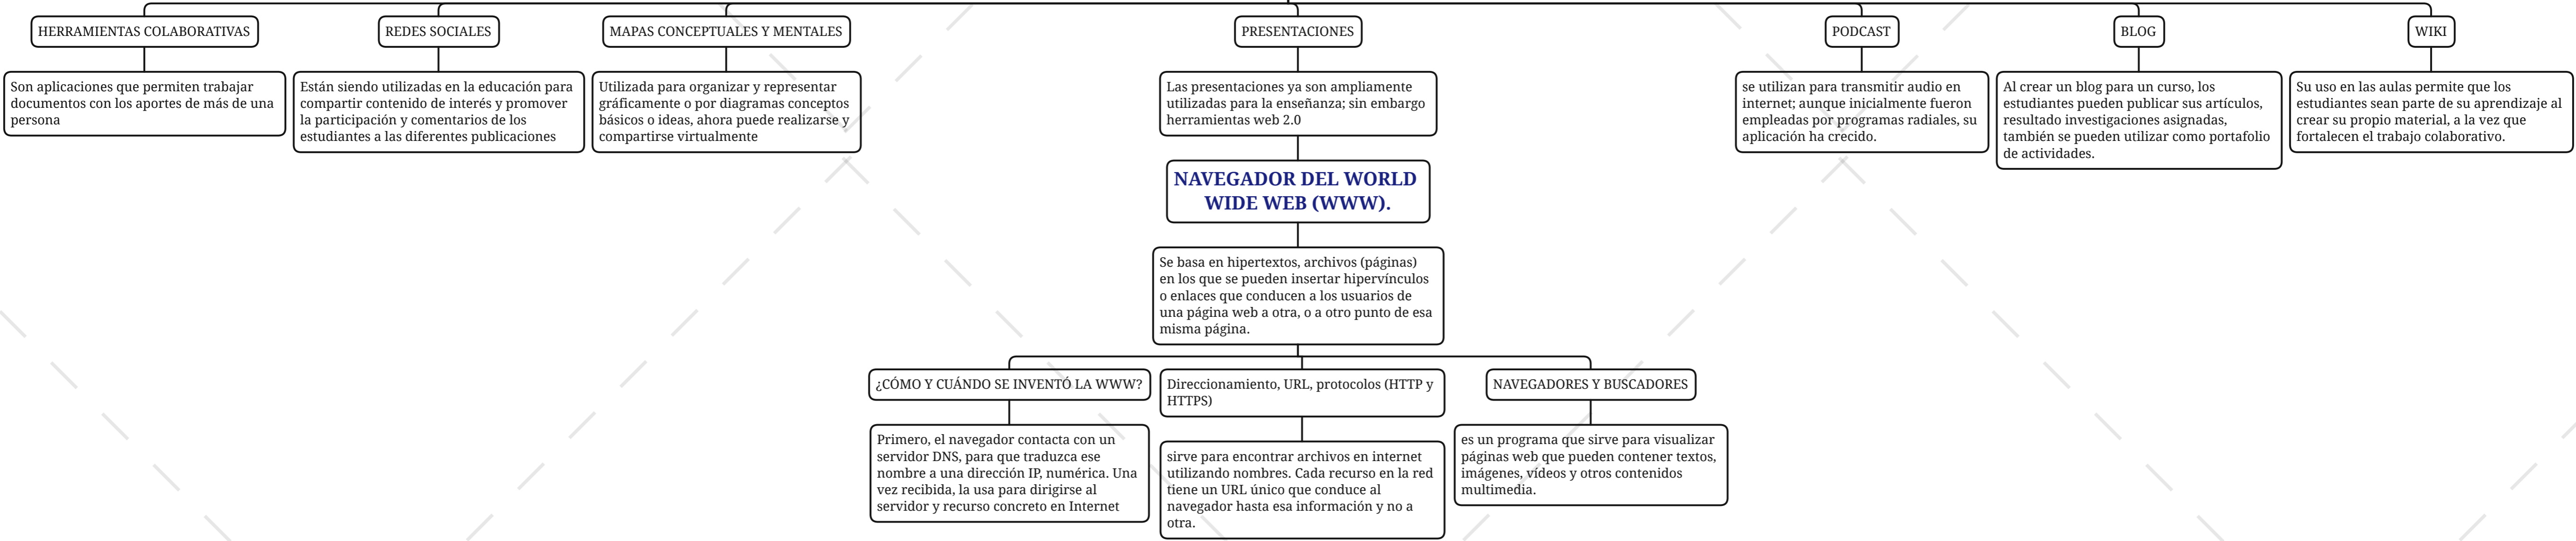 HERRAMIENTAS COLABORATIVAS
Son aplicaciones que permiten trabajar
documentos con los aportes de más de una
persona
REDES SOCIALES
Están siendo utilizadas en la educación para
compartir contenido de interés y promover
la participación y comentarios de los
estudiantes a las diferentes publicaciones
MAPAS CONCEPTUALES Y MENTALES
Utilizada para organizar y representar
gráficamente o por diagramas conceptos
básicos o ideas, ahora puede realizarse y
compartirse virtualmente
PRESENTACIONES
Las presentaciones ya son ampliamente
utilizadas para la enseñanza; sin embargo
herramientas web 2.0
NAVEGADOR DEL WORLD
WIDE WEB (WWW).
Se basa en hipertextos, archivos (páginas)
en los que se pueden insertar hipervínculos
o enlaces que conducen a los usuarios de
una página web a otra, o a otro punto de esa
misma página.
¿CÓMO Y CUÁNDO SE INVENTÓ LA WWW?
Primero, el navegador contacta con un
servidor DNS, para que traduzca ese
nombre a una dirección IP, numérica. Una
vez recibida, la usa para dirigirse al
servidor y recurso concreto en Internet
Direccionamiento, URL, protocolos (HTTP y
HTTPS)
sirve para encontrar archivos en internet
utilizando nombres. Cada recurso en la red
tiene un URL único que conduce al
navegador hasta esa información y no a
otra.
NAVEGADORES Y BUSCADORES
es un programa que sirve para visualizar
páginas web que pueden contener textos,
imágenes, vídeos y otros contenidos
multimedia.
PODCAST
se utilizan para transmitir audio en
internet; aunque inicialmente fueron
empleadas por programas radiales, su
aplicación ha crecido.
BLOG
Al crear un blog para un curso, los
estudiantes pueden publicar sus artículos,
resultado investigaciones asignadas,
también se pueden utilizar como portafolio
de actividades.
WIKI
Su uso en las aulas permite que los
estudiantes sean parte de su aprendizaje al
crear su propio material, a la vez que
fortalecen el trabajo colaborativo.